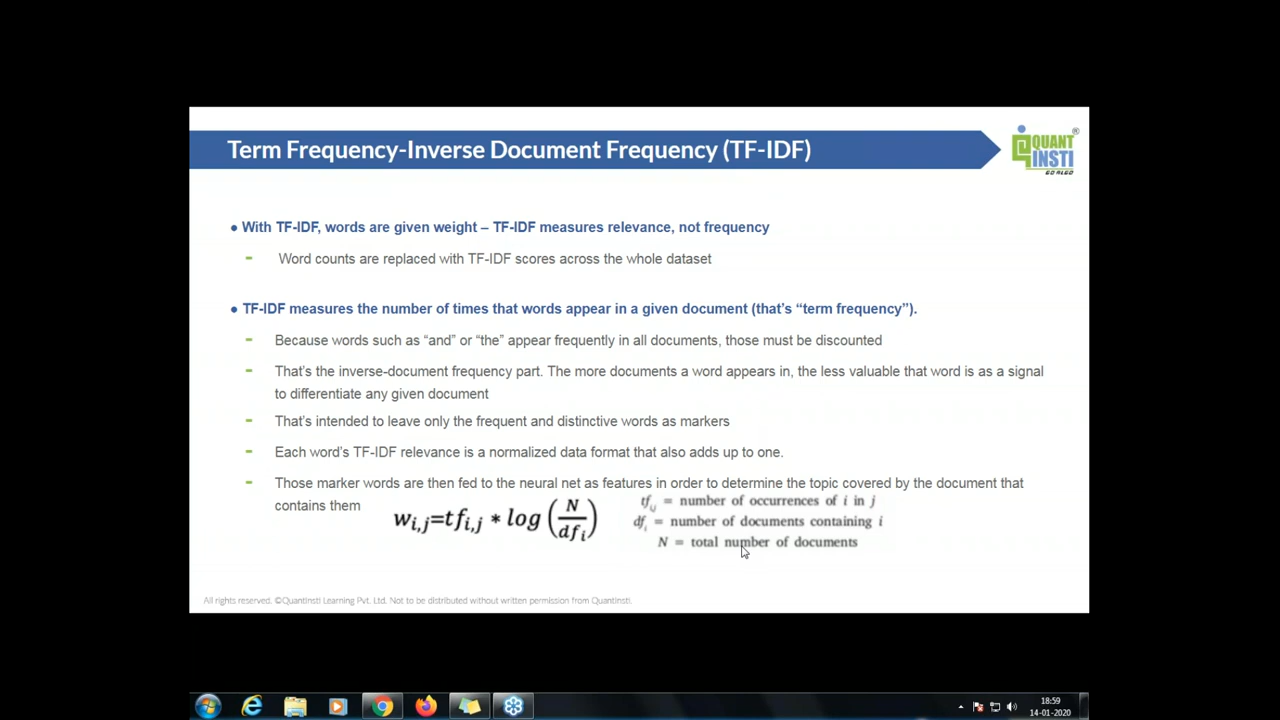 Term Frequency-Inverse Document Frequency (TF-IDF)
QUANT
INSTI
GO ALGO
● With TF-IDF, words are given weight – TF-IDF measures relevance, not frequency
- Word counts are replaced with TF-IDF scores across the whole dataset
● TF-IDF measures the number of times that words appear in a given document (that's “term frequency”).
- Because words such as “and” or “the” appear frequently in all documents, those must be discounted
- That's the inverse-document frequency part. The more documents a word appears in, the less valuable that word is as a signal
to differentiate any given document
- That's intended to leave only the frequent and distinctive words as markers
- Each word's TF-IDF relevance is a normalized data format that also adds up to one.
- Those marker words are then fed to the neural net as features in order to determine the topic covered by the document that
contains them
w_{i,j}=tf_{i,j} * log (N/df_i)
tf_{i,j} = number of occurrences of i in j
df_i = number of documents containing i
N = total number of documents
All rights reserved. ©QuantInsti Learning Pvt. Ltd. Not to be distributed without written permission from QuantInsti.
18:59
14-01-2020